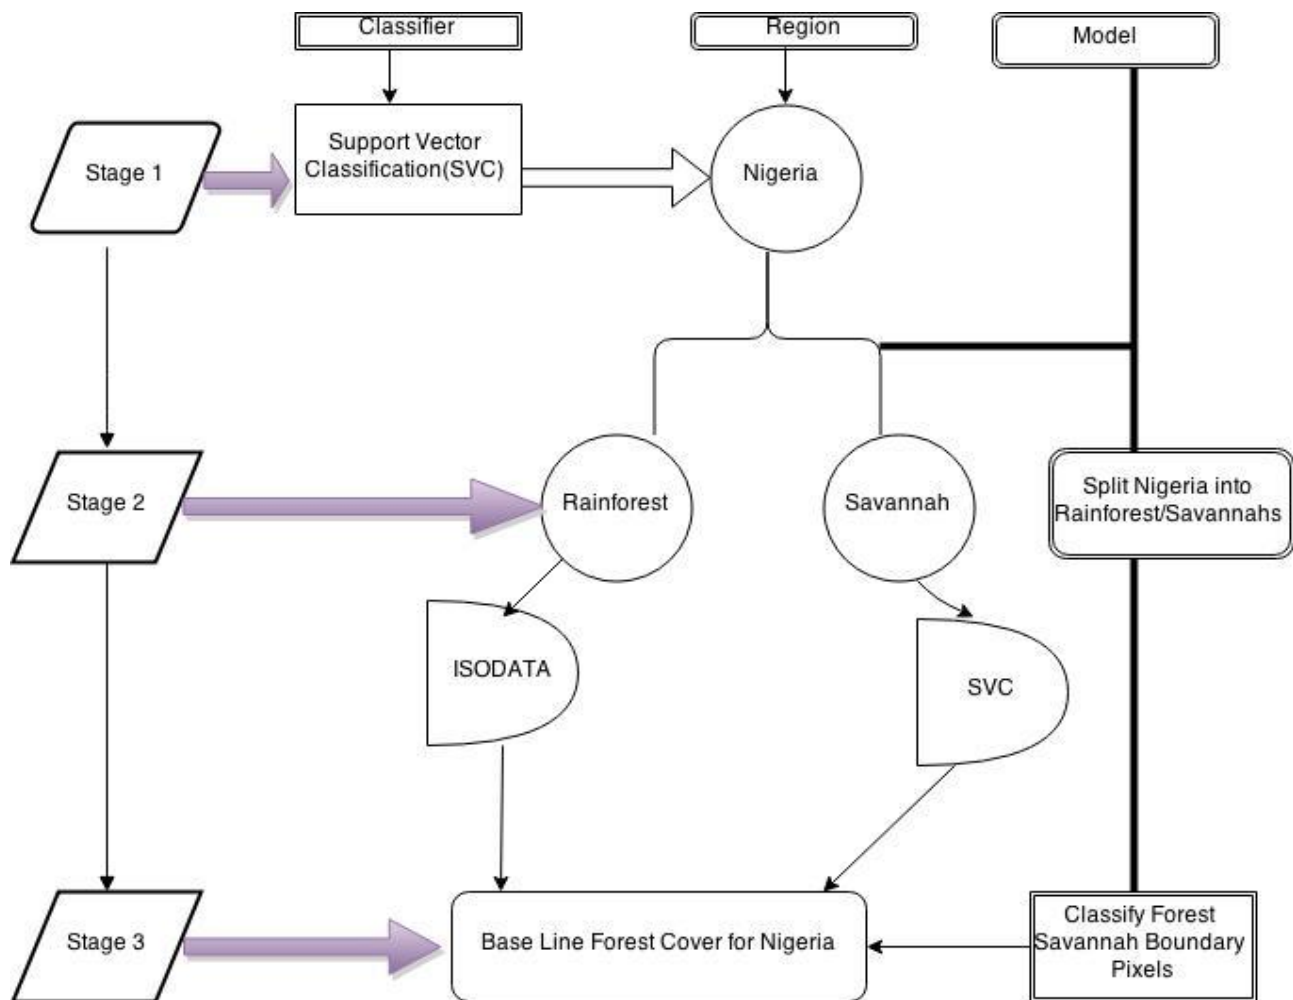 Classifier
Region
Model
Stage 1
Support Vector
Classification(SVC)
Nigeria
Stage 2
Rainforest
Savannah
Split Nigeria into
Rainforest/Savannahs
ISODATA
SVC
Stage 3
Base Line Forest Cover for Nigeria
Classify Forest
Savannah Boundary
Pixels